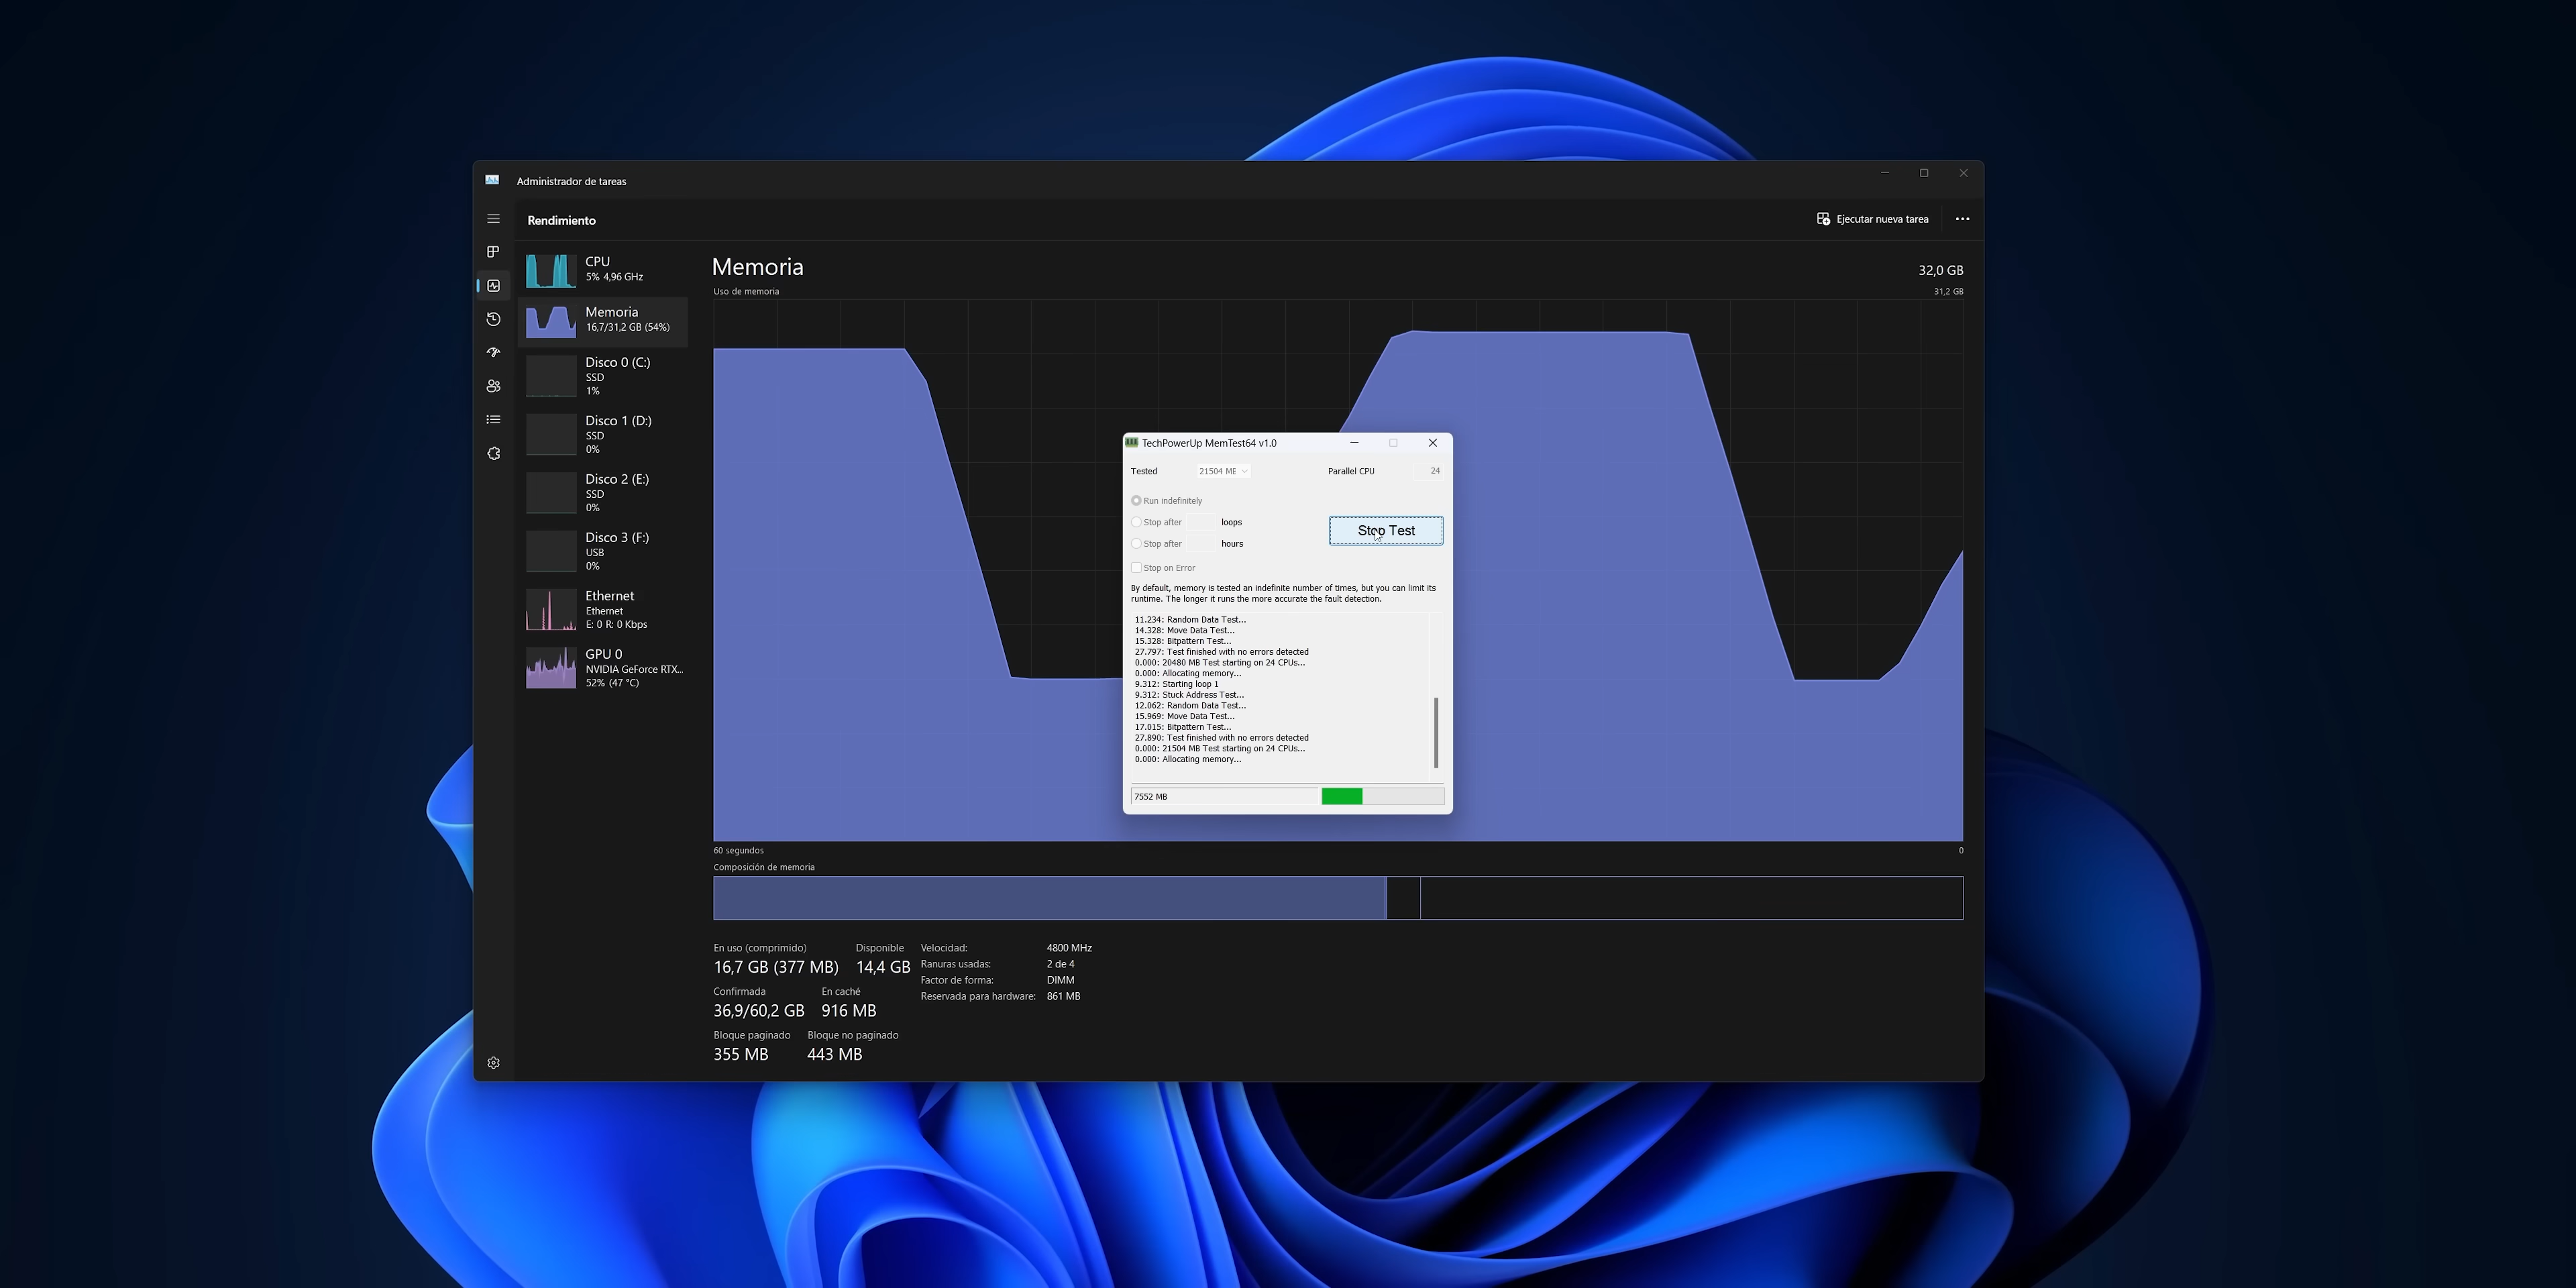 Administrador de tareas
Rendimiento
Ejecutar nueva tarea
CPU
5% 4,96 GHz
Memoria
16,7/31,2 GB (54%)
Disco 0 (C:)
SSD
1%
Disco 1 (D:)
SSD
0%
Disco 2 (E:)
SSD
0%
Disco 3 (F:)
USB
0%
Ethernet
Ethernet
E: 0 R: 0 Kbps
GPU 0
NVIDIA GeForce RTX...
52% (47 °C)
Memoria
32,0 GB
Uso de memoria
31,2 GB
TechPowerUp MemTest64 v1.0
Tested
21504 MB
Parallel CPU
24
Run indefinitely
Stop after
loops
Stop after
hours
Stop Test
Stop on Error
By default, memory is tested an indefinite number of times, but you can limit its
runtime. The longer it runs the more accurate the fault detection.
11.234: Random Data Test...
14.328: Move Data Test...
15.328: Bitpattern Test...
27.797: Test finished with no errors detected
0.000: 20480 MB Test starting on 24 CPUs...
0.000: Allocating memory...
9.312: Starting loop 1
9.312: Stuck Address Test...
12.062: Random Data Test...
15.969: Move Data Test...
17.015: Bitpattern Test...
27.890: Test finished with no errors detected
0.000: 21504 MB Test starting on 24 CPUs...
0.000: Allocating memory...
7552 MB
60 segundos
0
Composición de memoria
En uso (comprimido)
16,7 GB (377 MB)
Disponible
14,4 GB
Confirmada
36,9/60,2 GB
En caché
916 MB
Bloque paginado
355 MB
Bloque no paginado
443 MB
Velocidad: 4800 MHz
Ranuras usadas: 2 de 4
Factor de forma: DIMM
Reservada para hardware: 861 MB